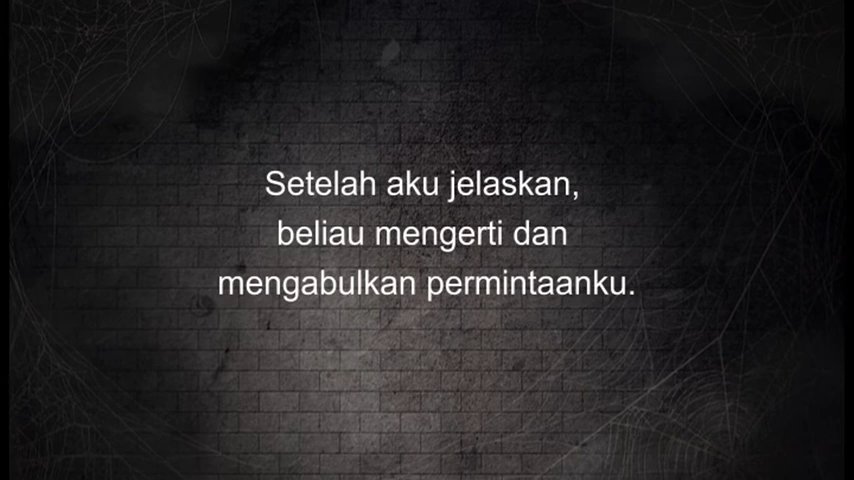 Setelah aku jelaskan,
beliau mengerti dan
mengabulkan permintaanku.